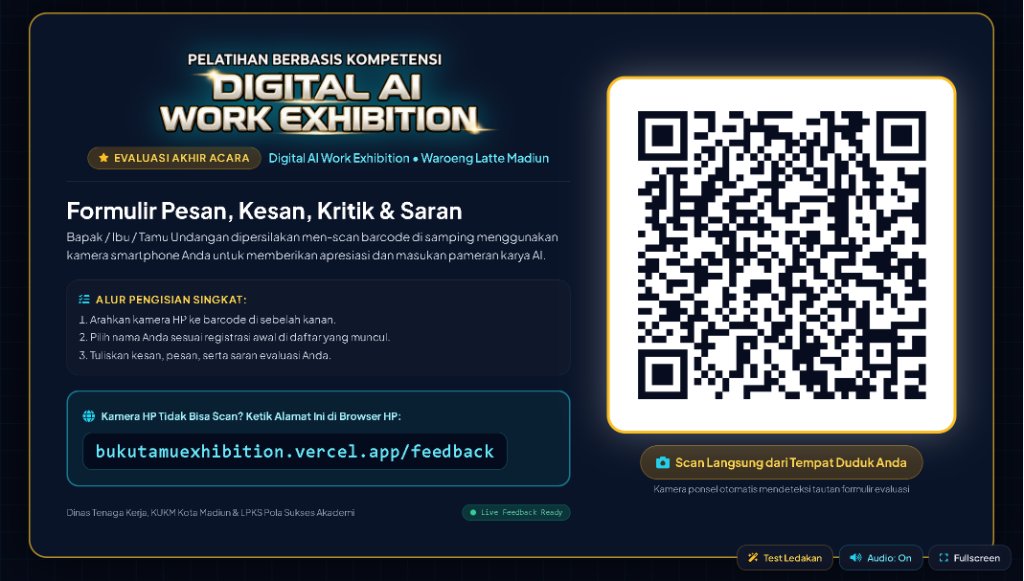 PELATIHAN BERBASIS KOMPETENSI
DIGITAL AI
WORK EXHIBITION
EVALUASI AKHIR ACARA
Digital AI Work Exhibition • Waroeng Latte Madiun
Formulir Pesan, Kesan, Kritik & Saran
Bapak / Ibu / Tamu Undangan dipersilakan men-scan barcode di samping menggunakan
kamera smartphone Anda untuk memberikan apresiasi dan masukan pameran karya AI.
ALUR PENGISIAN SINGKAT:
1. Arahkan kamera HP ke barcode di sebelah kanan.
2. Pilih nama Anda sesuai registrasi awal di daftar yang muncul.
3. Tuliskan kesan, pesan, serta saran evaluasi Anda.
Kamera HP Tidak Bisa Scan? Ketik Alamat Ini di Browser HP:
bukutamuexhibition.vercel.app/feedback
Dinas Tenaga Kerja, KUKM Kota Madiun & LPKS Pola Sukses Akademi
Live Feedback Ready
Scan Langsung dari Tempat Duduk Anda
Kamera ponsel otomatis mendeteksi tautan formulir evaluasi
Test Ledakan
Audio: On
Fullscreen